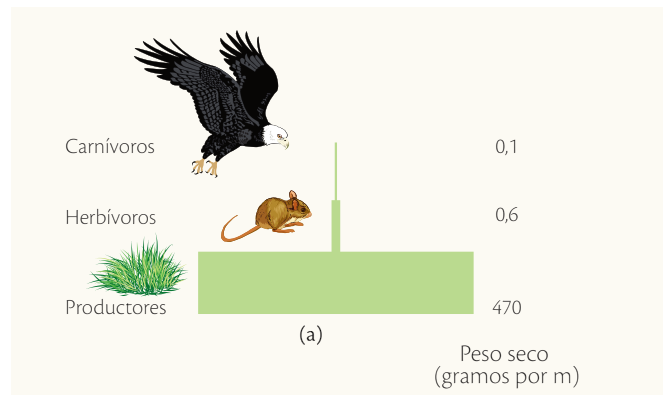 Carnívoros 0,1
Herbívoros 0,6
Productores 470
(a)
Peso seco
(gramos por m)